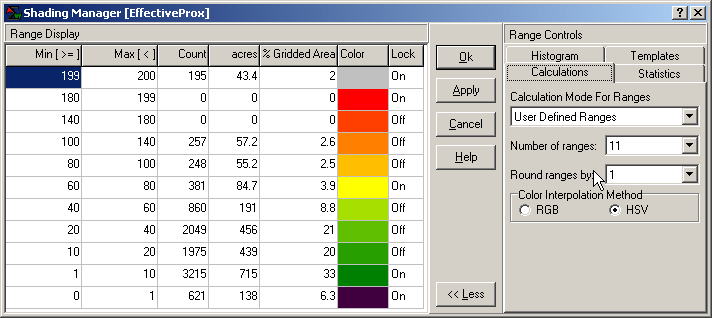 Shading Manager [EffectiveProx]
Range Display
Min [ >= ] Max [ < ] Count acres % Gridded Area Color Lock
199 200 195 43.4 2 On
180 199 0 0 0 On
140 180 0 0 0 Off
100 140 257 57.2 2.6 Off
80 100 248 55.2 2.5 Off
60 80 381 84.7 3.9 On
40 60 860 191 8.8 Off
20 40 2049 456 21 Off
10 20 1975 439 20 Off
1 10 3215 715 33 On
0 1 621 138 6.3 On
Ok
Apply
Cancel
Help
<< Less
Range Controls
Histogram Templates
Calculations Statistics
Calculation Mode For Ranges
User Defined Ranges
Number of ranges: 11
Round ranges by: 1
Color Interpolation Method
RGB HSV